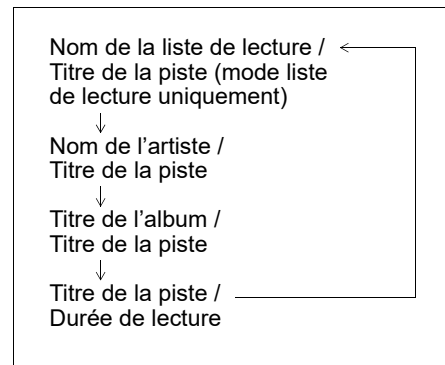 Nom de la liste de lecture /
Titre de la piste (mode liste
de lecture uniquement)
Nom de l’artiste /
Titre de la piste
Titre de l’album /
Titre de la piste
Titre de la piste /
Durée de lecture